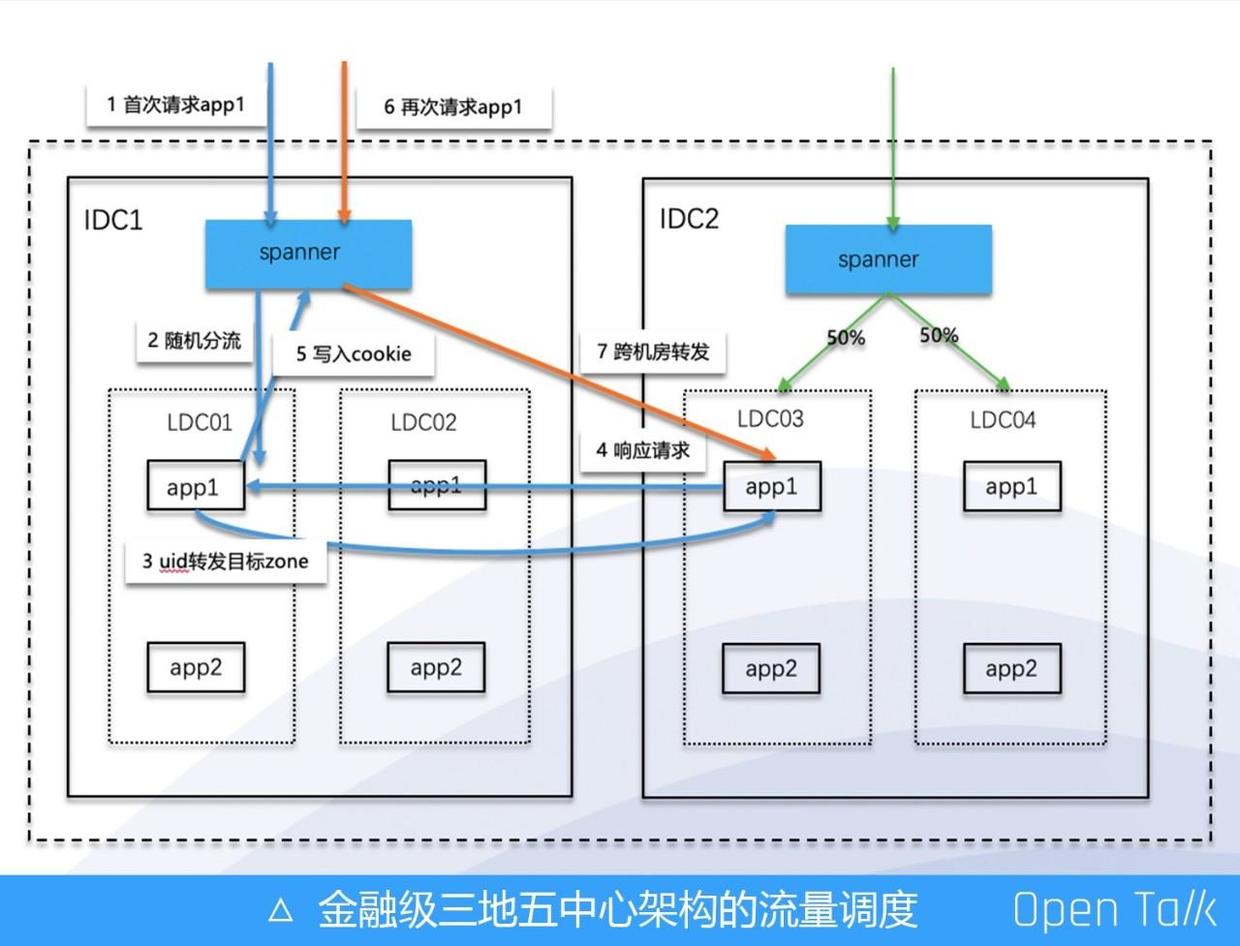 1 首次请求app1
6 再次请求app1
IDC1
spanner
2 随机分流
5 写入cookie
LDC01
LDC02
app1
app1
3 uid转发目标zone
app2
app2
7 跨机房转发
4 响应请求
IDC2
spanner
50%
50%
LDC03
LDC04
app1
app1
app2
app2
△ 金融级三地五中心架构的流量调度
Open Talk